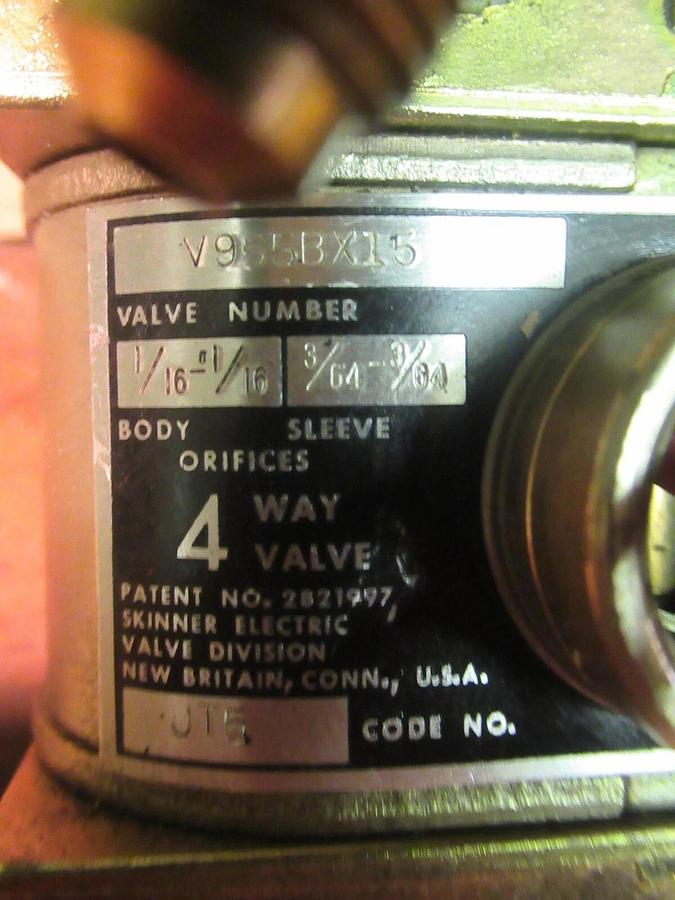 V955BX15
VALVE NUMBER
1/16-1/16 3/64-3/64
BODY SLEEVE
ORIFICES
4 WAY
VALVE
PATENT NO. 2821997,
SKINNER ELECTRIC
VALVE DIVISION
NEW BRITAIN, CONN., U.S.A.
JT5 CODE NO.